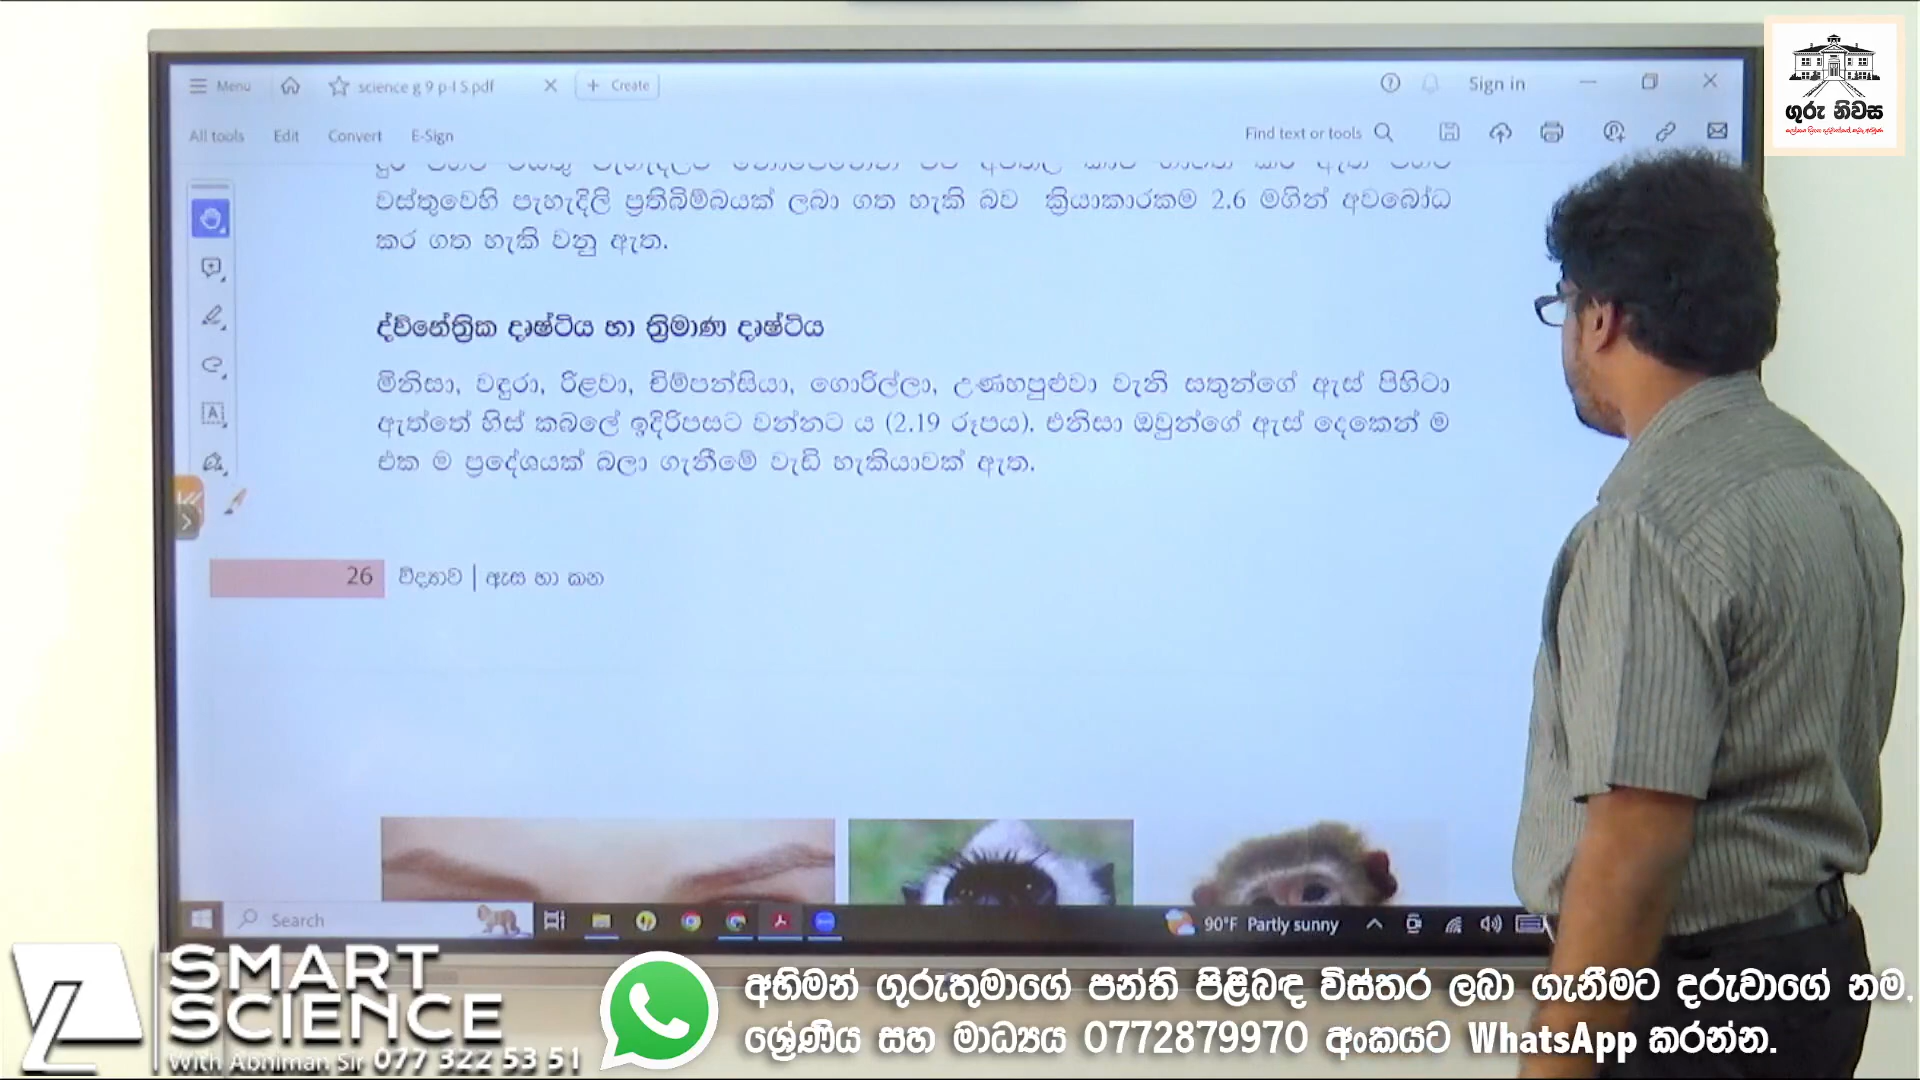 Menu
science g 9 p-I S.pdf
Create
Sign in
All tools
Edit
Convert
E-Sign
Find text or tools
ගුරු නිවස
වස්තුවෙහි පැහැදිලි ප්‍රතිබිම්බයක් ලබා ගත හැකි බව ක්‍රියාකාරකම 2.6 මගින් අවබෝධ
කර ගත හැකි වනු ඇත.
ද්විනේත්‍රික දෘෂ්ටිය හා ත්‍රිමාණ දෘෂ්ටිය
මිනිසා, වඳුරා, රිළවා, චිම්පන්සියා, ගොරිල්ලා, උණහපුළුවා වැනි සතුන්ගේ ඇස් පිහිටා
ඇත්තේ හිස් කබලේ ඉදිරිපසට වන්නට ය (2.19 රූපය). එනිසා ඔවුන්ගේ ඇස් දෙකෙන් ම
එක ම ප්‍රදේශයක් බලා ගැනීමේ වැඩි හැකියාවක් ඇත.
26 විද්‍යාව | ඇස හා කන
Search
90°F Partly sunny
SMART
SCIENCE
With Abhiman Sir 077 322 53 51
අභිමන් ගුරුතුමාගේ පන්ති පිළිබඳ විස්තර ලබා ගැනීමට දරුවාගේ නම,
ශ්‍රේණිය සහ මාධ්‍යය 0772879970 අංකයට WhatsApp කරන්න.